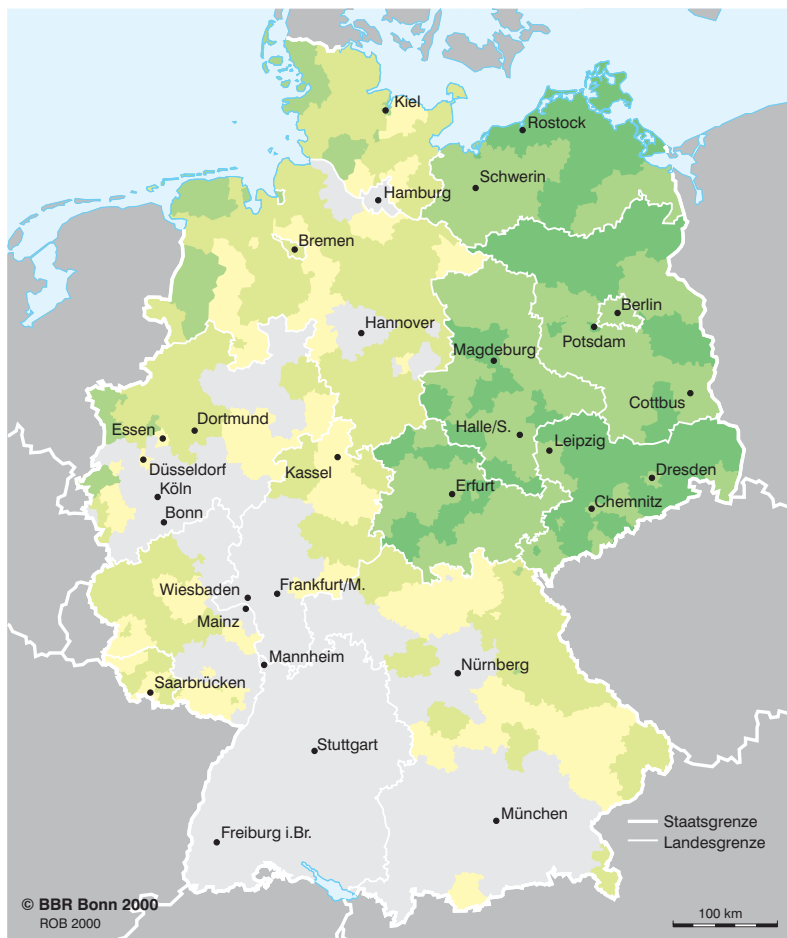 Kiel
Rostock
Schwerin
Hamburg
Bremen
Berlin
Hannover
Potsdam
Magdeburg
Cottbus
Dortmund
Essen
Halle/S.
Leipzig
Kassel
Düsseldorf
Dresden
Köln
Erfurt
Chemnitz
Bonn
Frankfurt/M.
Wiesbaden
Mainz
Mannheim
Nürnberg
Saarbrücken
Stuttgart
München
Staatsgrenze
Freiburg i.Br.
Landesgrenze
© BBR Bonn 2000
ROB 2000
100 km